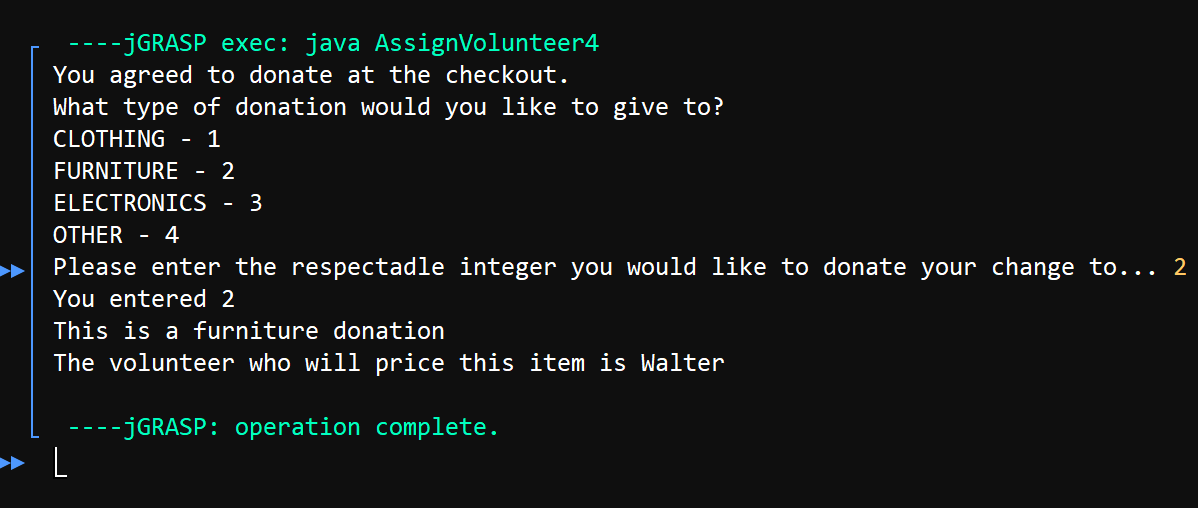 ----jGRASP exec: java AssignVolunteer4
You agreed to donate at the checkout.
What type of donation would you like to give to?
CLOTHING - 1
FURNITURE - 2
ELECTRONICS - 3
OTHER - 4
Please enter the respectadle integer you would like to donate your change to... 2
You entered 2
This is a furniture donation
The volunteer who will price this item is Walter
----jGRASP: operation complete.